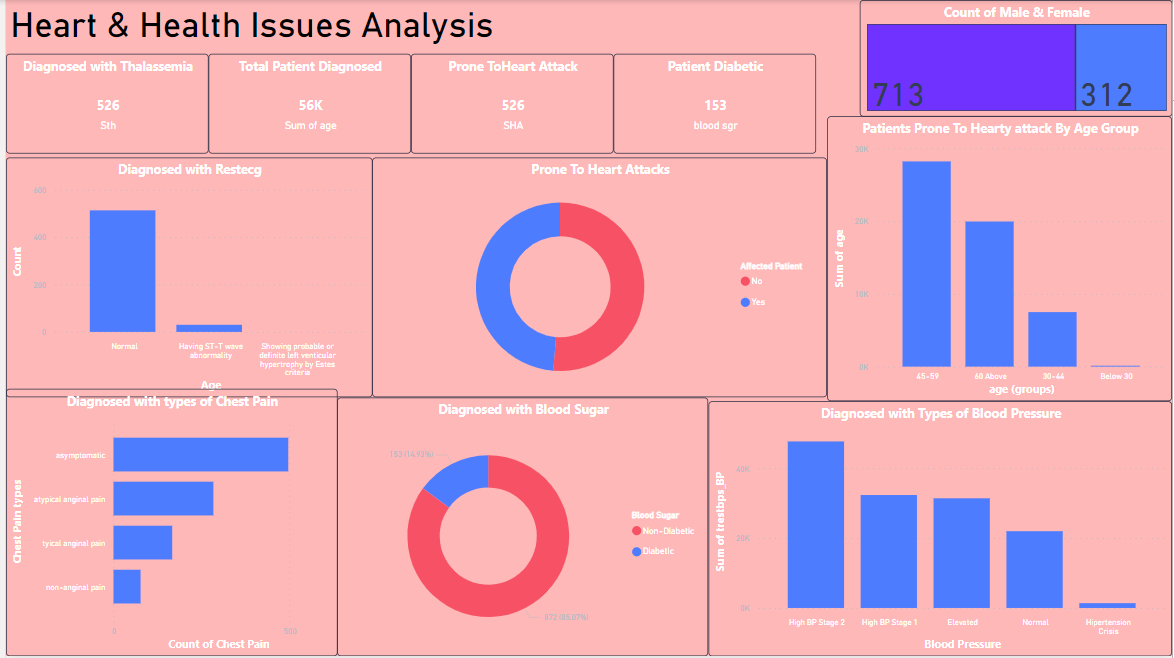 Heart & Health Issues Analysis
Count of Male & Female
713
312
Diagnosed with Thalassemia
526
Sth
Total Patient Diagnosed
56K
Sum of age
Prone ToHeart Attack
526
SHA
Patient Diabetic
153
blood sgr
Diagnosed with Restecg
Count
600
400
200
0
Normal
Having ST-T wave
abnormality
Showing probable or
definite left venticular
hypertrophy by Estes
criteria
Age
Prone To Heart Attacks
Affected Patient
No
Yes
Patients Prone To Hearty attack By Age Group
Sum of age
30K
20K
10K
0K
45-59
60 Above
30-44
Below 30
age (groups)
Diagnosed with types of Chest Pain
Chest Pain types
asymptomatic
atypical anginal pain
tyical anginal pain
non-anginal pain
0
500
Count of Chest Pain
Diagnosed with Blood Sugar
153 (14.93%)
872 (85.07%)
Blood Sugar
Non-Diabetic
Diabetic
Diagnosed with Types of Blood Pressure
Sum of trestbps_BP
40K
20K
0K
High BP Stage 2
High BP Stage 1
Elevated
Normal
Hipertension
Crisis
Blood Pressure